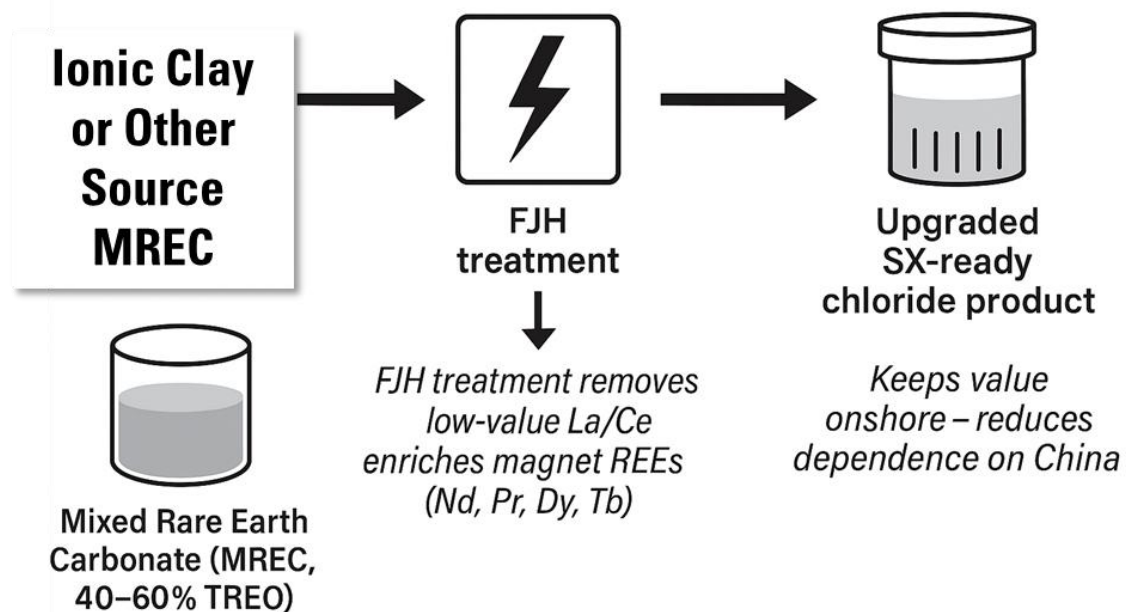 Ionic Clay
or Other
Source
MREC
Mixed Rare Earth
Carbonate (MREC,
40–60% TREO)
FJH
treatment
FJH treatment removes
low-value La/Ce
enriches magnet REEs
(Nd, Pr, Dy, Tb)
Upgraded
SX-ready
chloride product
Keeps value
onshore – reduces
dependence on China